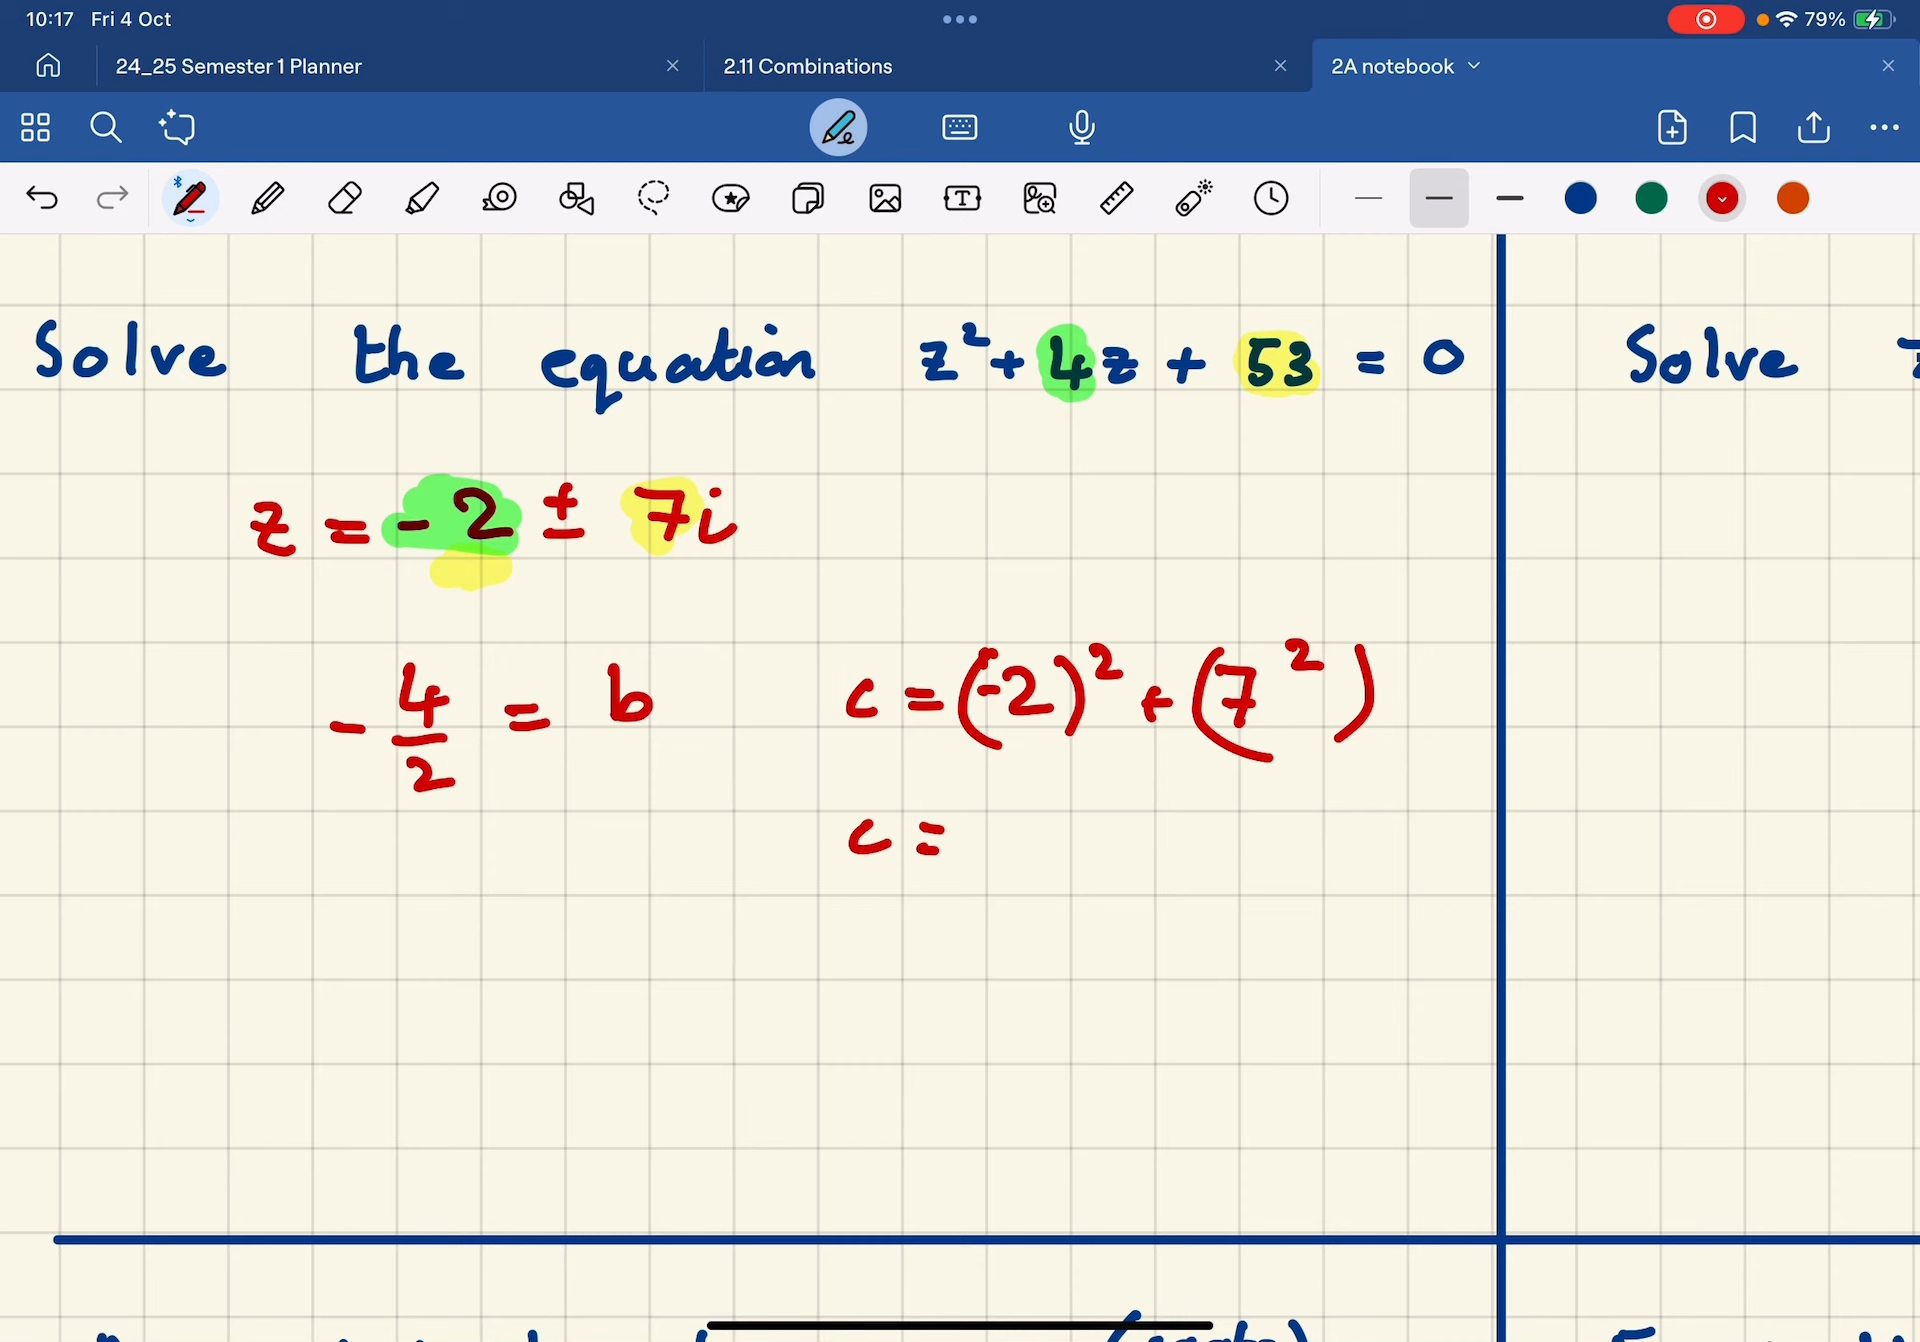 10:17 Fri 4 Oct
79%
24_25 Semester 1 Planner
2.11 Combinations
2A notebook
Solve the equation z² + 4z + 53 = 0
Solve
z = -2 ± 7i
- 4/2 = b
c = (-2)² + (7²)
c =